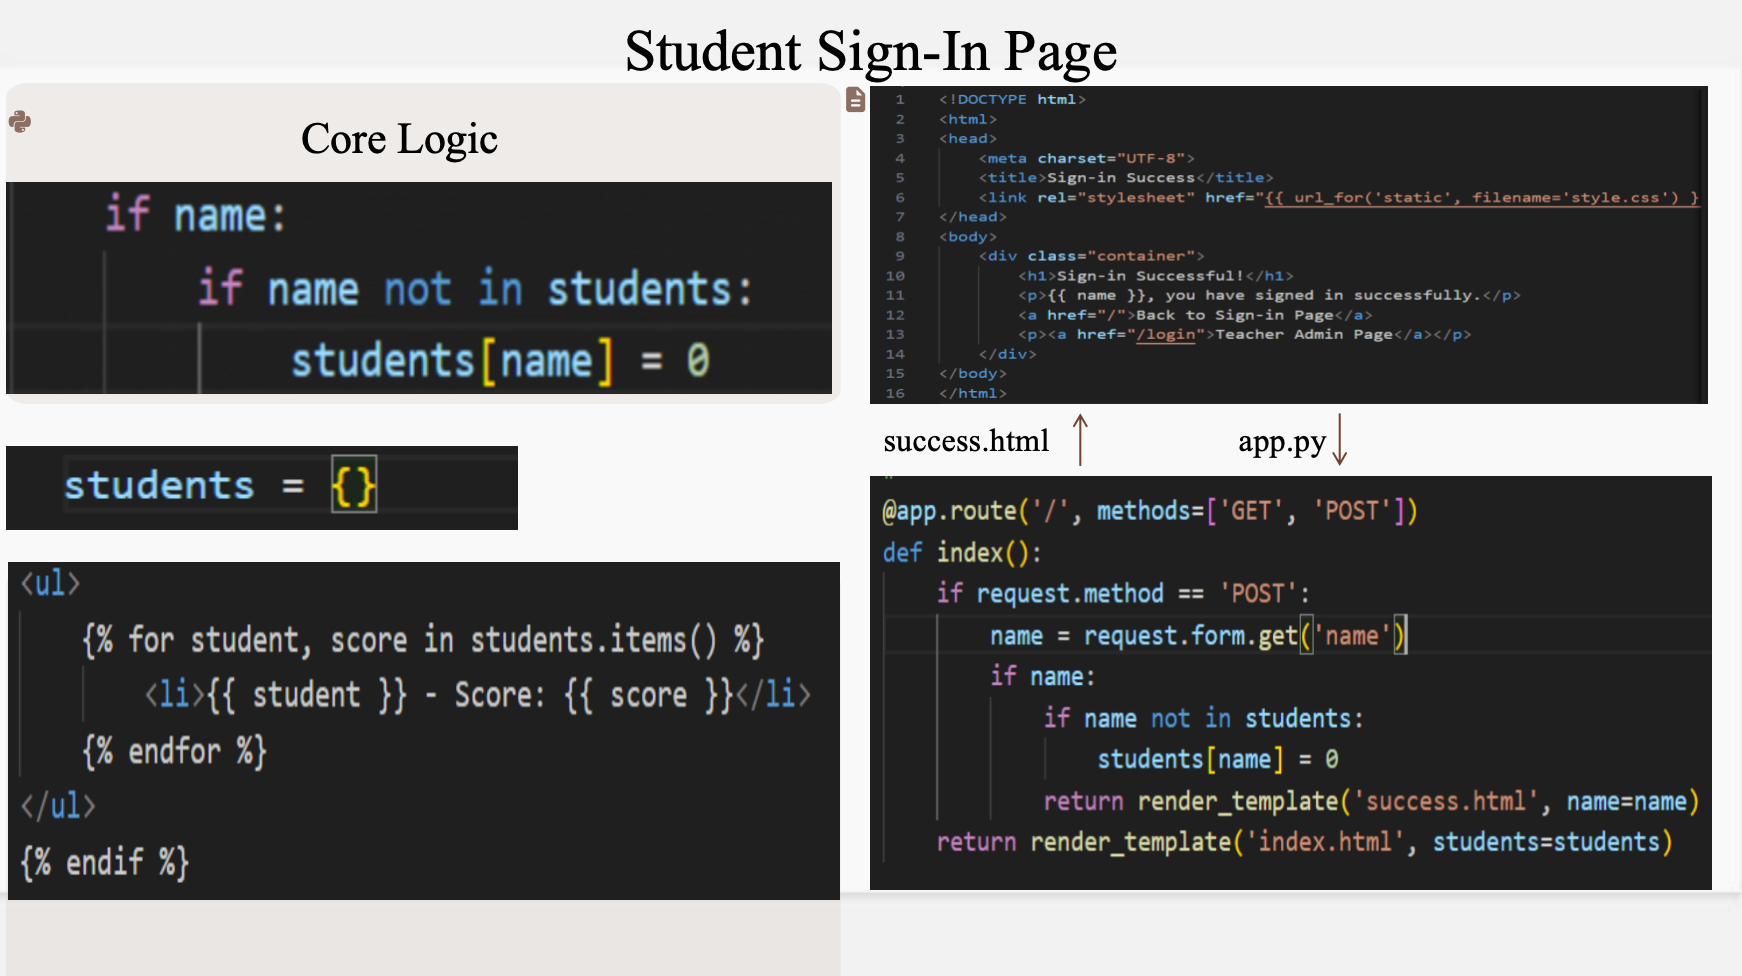 Student Sign-In Page
Core Logic
if name:
if name not in students:
students[name] = 0
students = {}
<ul>
{% for student, score in students.items() %}
<li>{{ student }} - Score: {{ score }}</li>
{% endfor %}
</ul>
{% endif %}
1 <!DOCTYPE html>
2 <html>
3 <head>
4 <meta charset="UTF-8">
5 <title>Sign-in Success</title>
6 <link rel="stylesheet" href="{{ url_for('static', filename='style.css') }
7 </head>
8 <body>
9 <div class="container">
10 <h1>Sign-in Successful!</h1>
11 <p>{{ name }}, you have signed in successfully.</p>
12 <a href="/">Back to Sign-in Page</a>
13 <p><a href="/login">Teacher Admin Page</a></p>
14 </div>
15 </body>
16 </html>
success.html
app.py
@app.route('/', methods=['GET', 'POST'])
def index():
if request.method == 'POST':
name = request.form.get('name')
if name:
if name not in students:
students[name] = 0
return render_template('success.html', name=name)
return render_template('index.html', students=students)